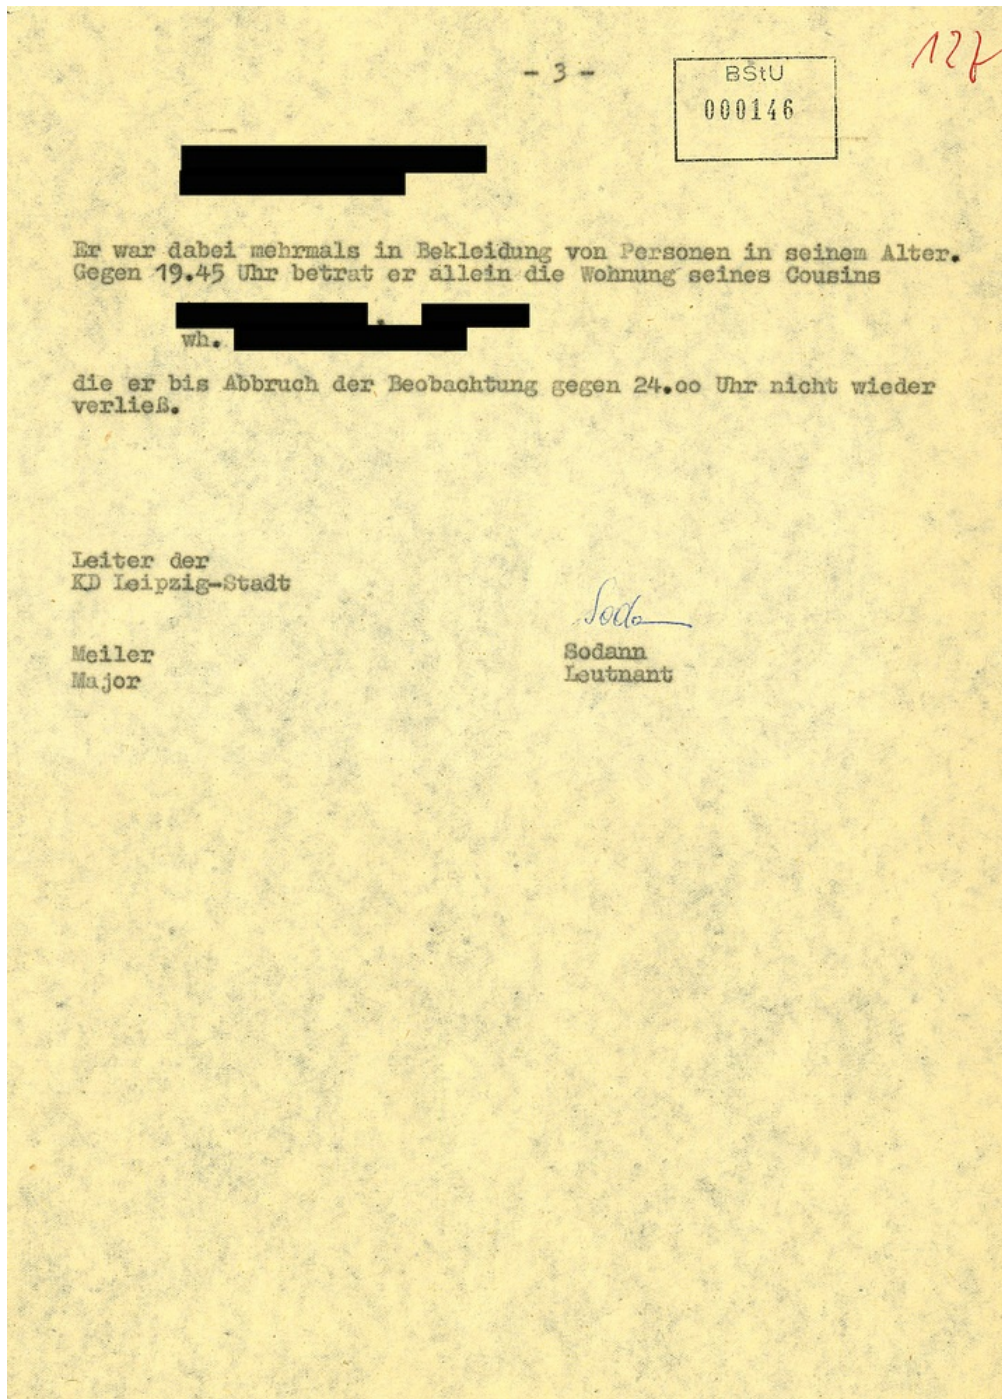 127
- 3 -
BStU
000146
Er war dabei mehrmals in Bekleidung von Personen in seinem Alter.
Gegen 19.45 Uhr betrat er allein die Wohnung seines Cousins
wh.
die er bis Abbruch der Beobachtung gegen 24.oo Uhr nicht wieder
verließ.
Leiter der
KD Leipzig-Stadt
Meiler
Major
Sodann
Leutnant